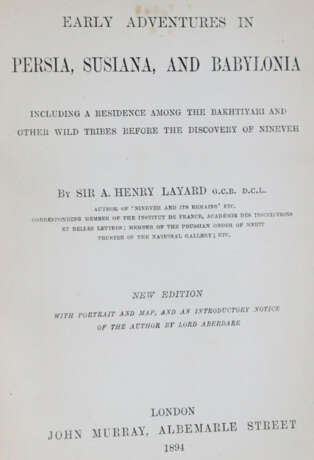 EARLY ADVENTURES IN
PERSIA, SUSIANA, AND BABYLONIA
INCLUDING A RESIDENCE AMONG THE BAKHTIYARI AND
OTHER WILD TRIBES BEFORE THE DISCOVERY OF NINEVEH
BY SIR A. HENRY LAYARD G.C.B. D.C.L.
AUTHOR OF 'NINEVEH AND ITS REMAINS' ETC.
CORRESPONDING MEMBER OF THE INSTITUT DE FRANCE, ACADÉMIE DES INSCRIPTIONS
ET BELLES LETTRES; MEMBER OF THE PRUSSIAN ORDER OF MERIT
TRUSTEE OF THE NATIONAL GALLERY; ETC.
NEW EDITION
WITH PORTRAIT AND MAP, AND AN INTRODUCTORY NOTICE
OF THE AUTHOR BY LORD ABERDARE
LONDON
JOHN MURRAY, ALBEMARLE STREET
1894